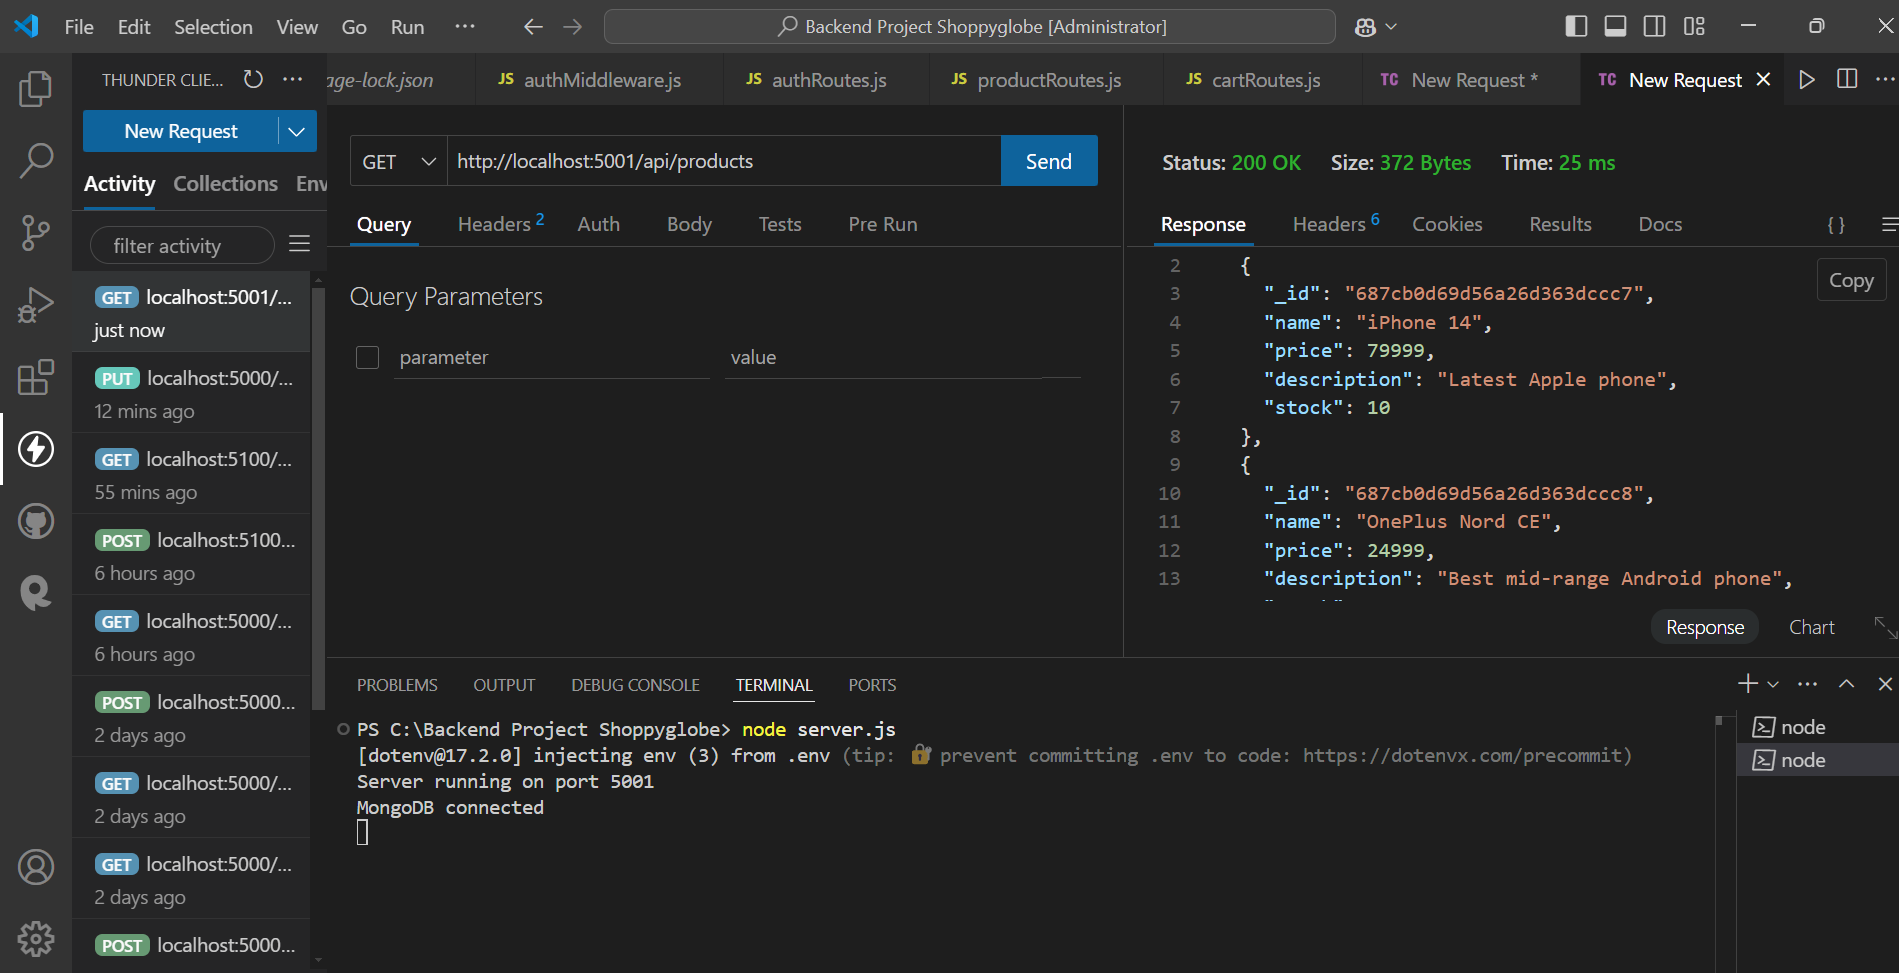 File Edit Selection View Go Run ···
Backend Project Shoppyglobe [Administrator]
THUNDER CLIE...
age-lock.json
JS authMiddleware.js
JS authRoutes.js
JS productRoutes.js
JS cartRoutes.js
TC New Request *
TC New Request
New Request
Activity Collections Env
filter activity
GET localhost:5001/...
just now
PUT localhost:5000/...
12 mins ago
GET localhost:5100/...
55 mins ago
POST localhost:5100...
6 hours ago
GET localhost:5000/...
6 hours ago
POST localhost:5000...
2 days ago
GET localhost:5000/...
2 days ago
GET localhost:5000/...
2 days ago
POST localhost:5000...
GET http://localhost:5001/api/products Send
Query Headers 2 Auth Body Tests Pre Run
Query Parameters
parameter value
Status: 200 OK Size: 372 Bytes Time: 25 ms
Response Headers 6 Cookies Results Docs { }
Copy
2 {
3 "_id": "687cb0d69d56a26d363dccc7",
4 "name": "iPhone 14",
5 "price": 79999,
6 "description": "Latest Apple phone",
7 "stock": 10
8 },
9 {
10 "_id": "687cb0d69d56a26d363dccc8",
11 "name": "OnePlus Nord CE",
12 "price": 24999,
13 "description": "Best mid-range Android phone",
Response Chart
PROBLEMS OUTPUT DEBUG CONSOLE TERMINAL PORTS
PS C:\Backend Project Shoppyglobe> node server.js
[dotenv@17.2.0] injecting env (3) from .env (tip: 🔐 prevent committing .env to code: https://dotenvx.com/precommit)
Server running on port 5001
MongoDB connected
node
node